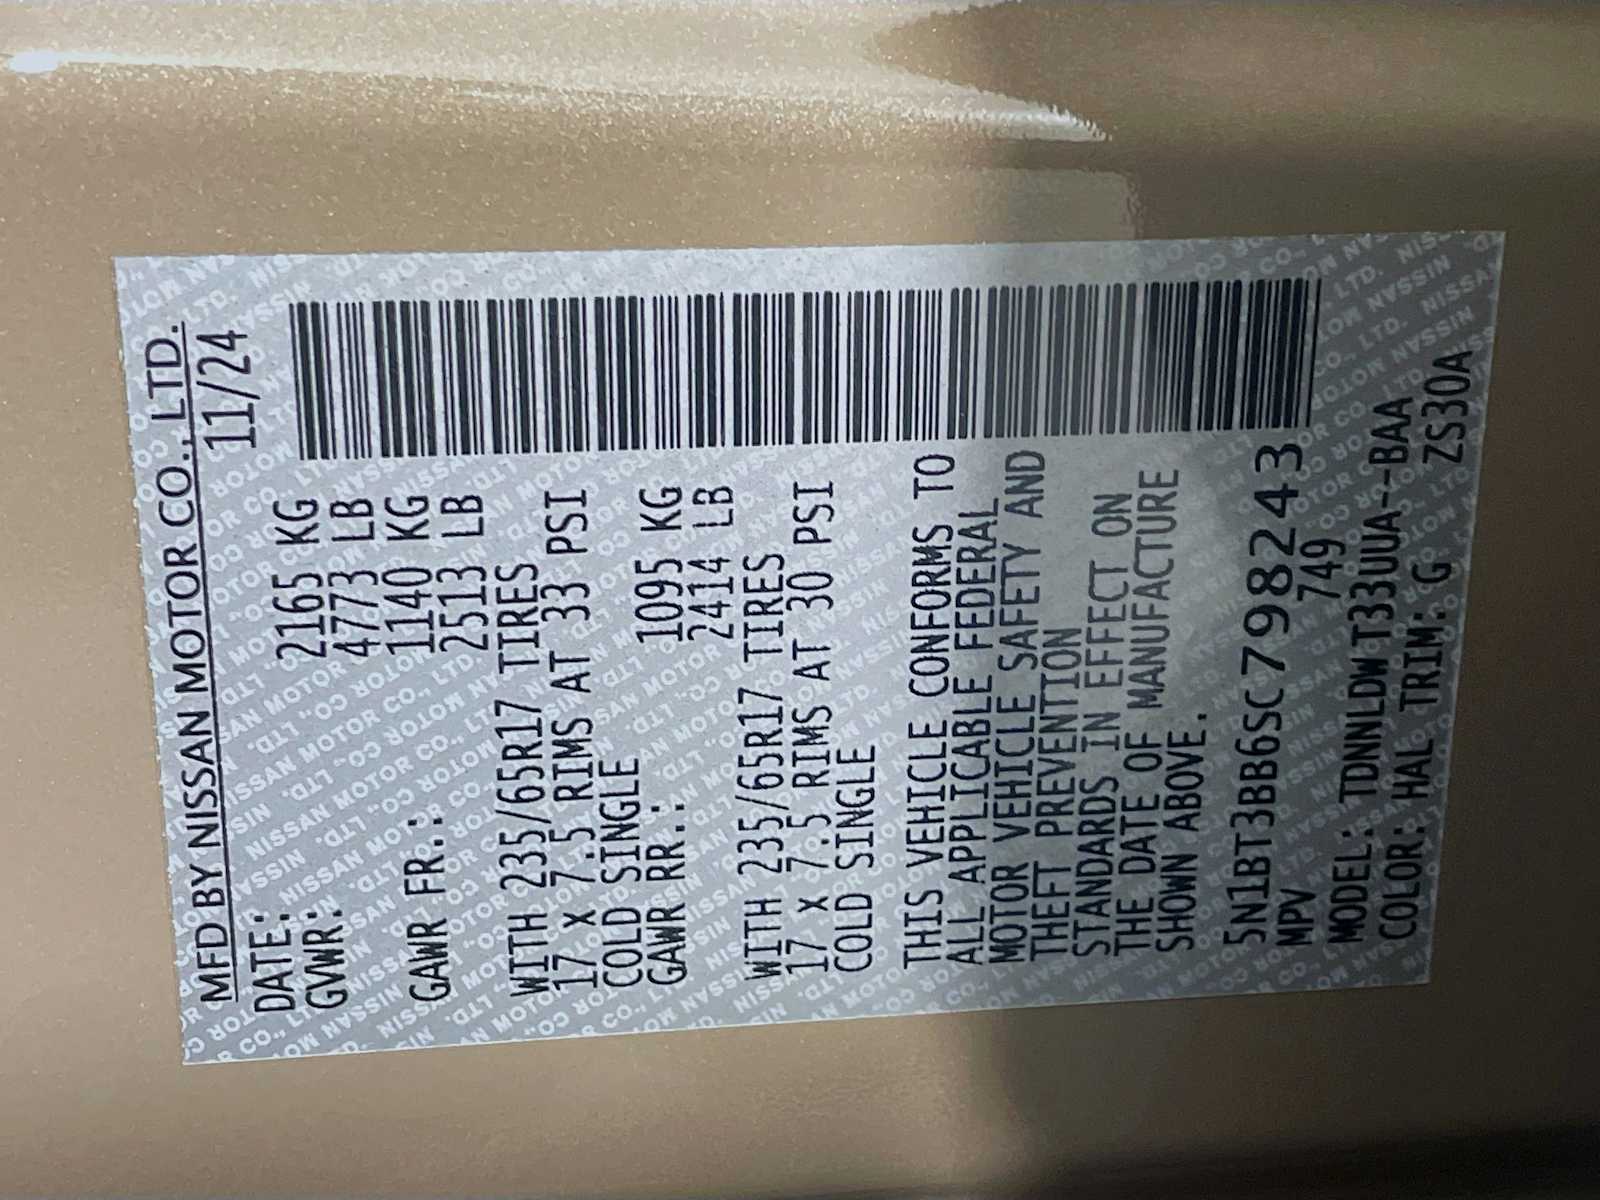 MFD BY NISSAN MOTOR CO., LTD.
DATE: 11/24
GVWR: 2165 KG
4773 LB
GAWR FR.: 1140 KG
2513 LB
WITH 235/65R17 TIRES
17 x 7.5 RIMS AT 33 PSI
COLD SINGLE
GAWR RR.: 1095 KG
2414 LB
WITH 235/65R17 TIRES
17 x 7.5 RIMS AT 30 PSI
COLD SINGLE
THIS VEHICLE CONFORMS TO
ALL APPLICABLE FEDERAL
MOTOR VEHICLE SAFETY AND
THEFT PREVENTION
STANDARDS IN EFFECT ON
THE DATE OF MANUFACTURE
SHOWN ABOVE.
5N1BT3BB6SC798243
MPV 749
MODEL: TDNNLDW T33UUA--BAA
COLOR: HAL TRIM: G ZS30A